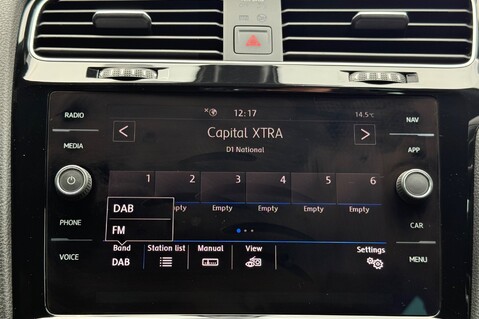 RADIO
MEDIA
PHONE
VOICE
NAV
APP
CAR
MENU
12:17
14.5°C
Capital XTRA
D1 National
1 2 3 4 5 6
Empty Empty Empty Empty
DAB
FM
Band Station list Manual View Settings
DAB